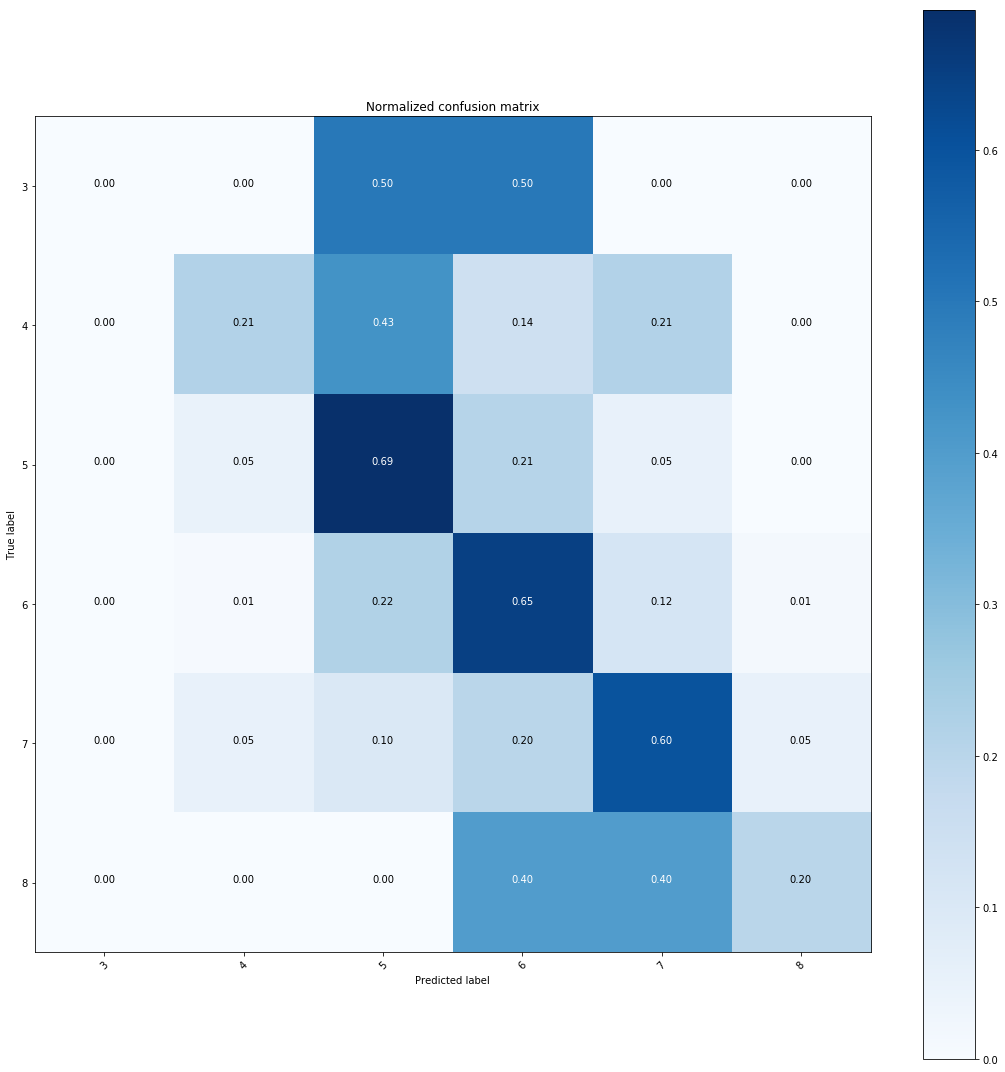 Normalized confusion matrix
True label
3 0.00 0.00 0.50 0.50 0.00 0.00
4 0.00 0.21 0.43 0.14 0.21 0.00
5 0.00 0.05 0.69 0.21 0.05 0.00
6 0.00 0.01 0.22 0.65 0.12 0.01
7 0.00 0.05 0.10 0.20 0.60 0.05
8 0.00 0.00 0.00 0.40 0.40 0.20
3 4 5 6 7 8
Predicted label
0.6
0.5
0.4
0.3
0.2
0.1
0.0